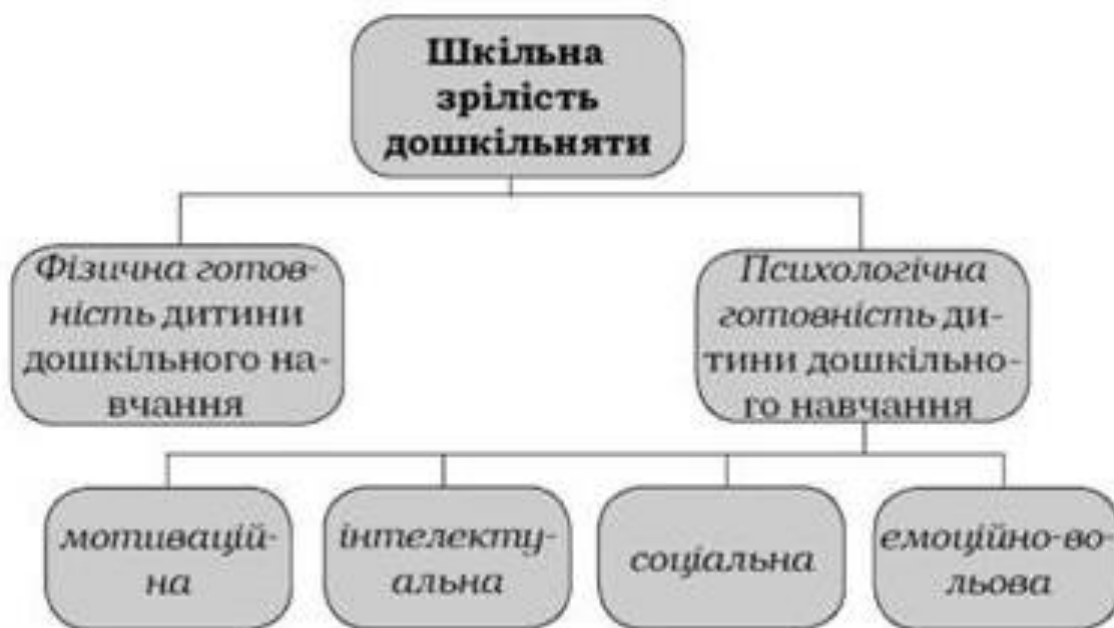 Шкільна
зрілість
дошкільняти
Фізична готов-
ність дитини
дошкільного на-
вчання
Психологічна
готовність ди-
тини дошкільно-
го навчання
мотивацій-
на
інтелекту-
альна
соціальна
емоційно-во-
льова